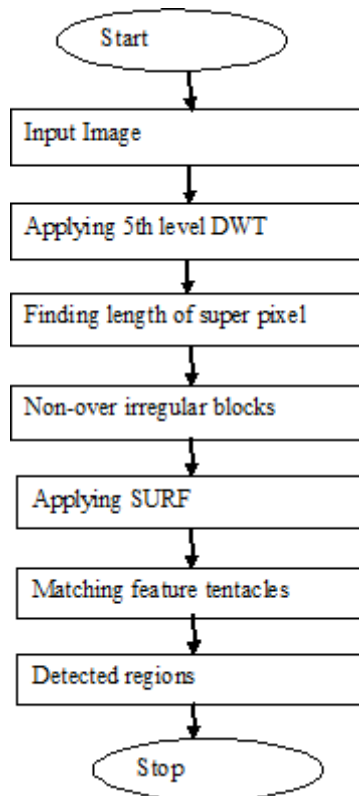 Start
Input Image
Applying 5th level DWT
Finding length of super pixel
Non-over irregular blocks
Applying SURF
Matching feature tentacles
Detected regions
Stop